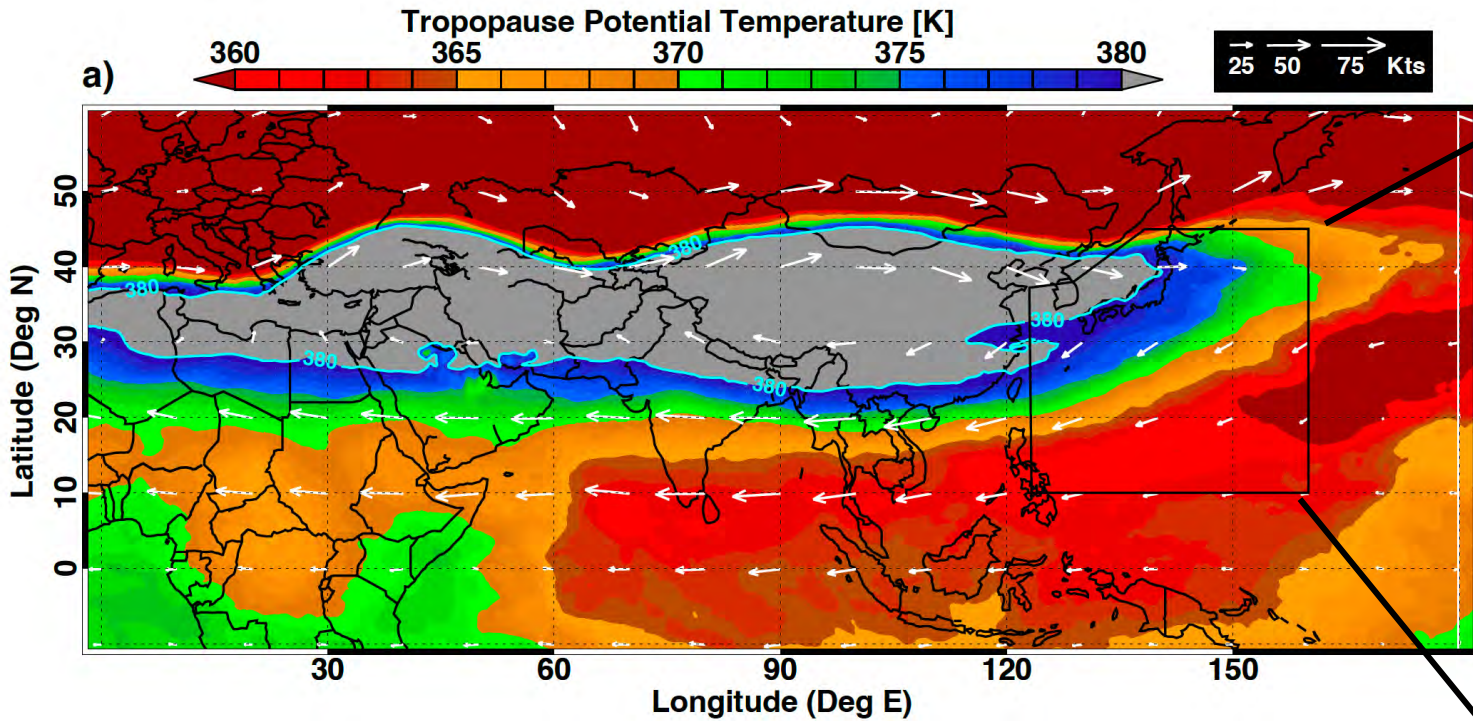 Tropopause Potential Temperature [K]
360 365 370 375 380
a)
25 50 75 Kts
50
40
30
20
10
0
Latitude (Deg N)
380
380
380
380
380
30 60 90 120 150
Longitude (Deg E)